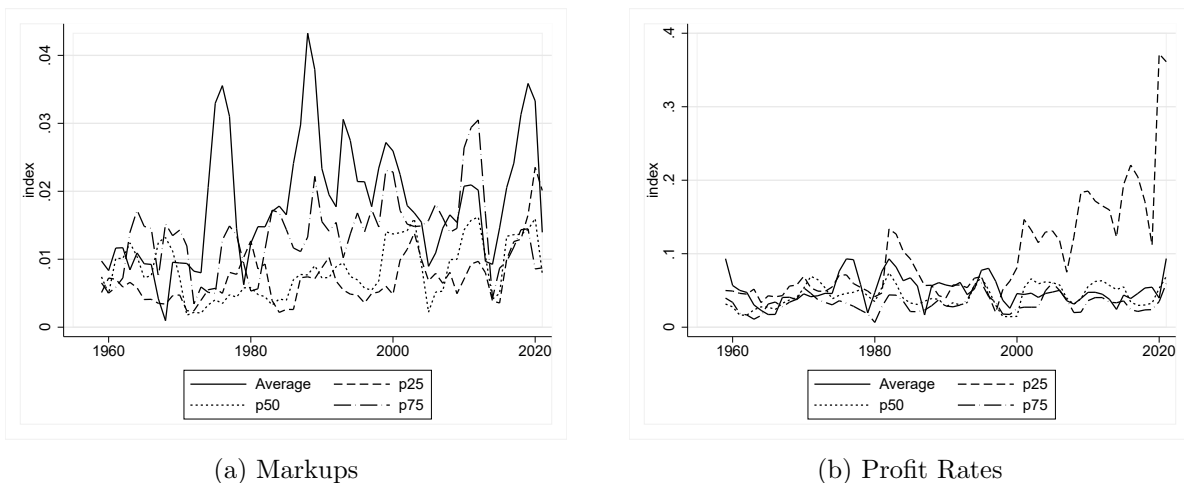 .04
.03
.02
.01
0
index
1960 1980 2000 2020
Average p25
p50 p75
(a) Markups
.4
.3
.2
.1
0
index
1960 1980 2000 2020
Average p25
p50 p75
(b) Profit Rates